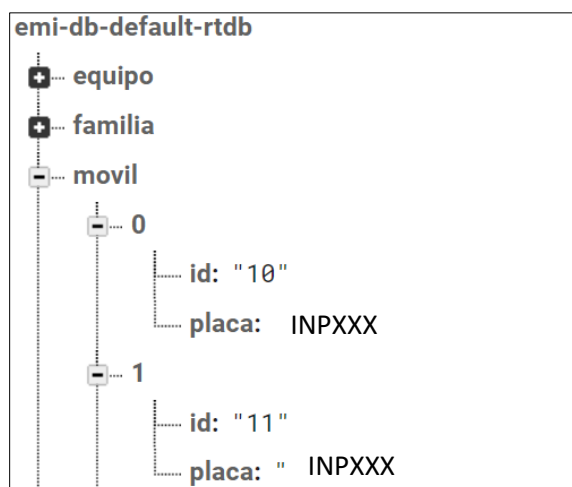 emi-db-default-rtdb
equipo
familia
movil
0
id: "10"
placa: INPXXX
1
id: "11"
placa: " INPXXX